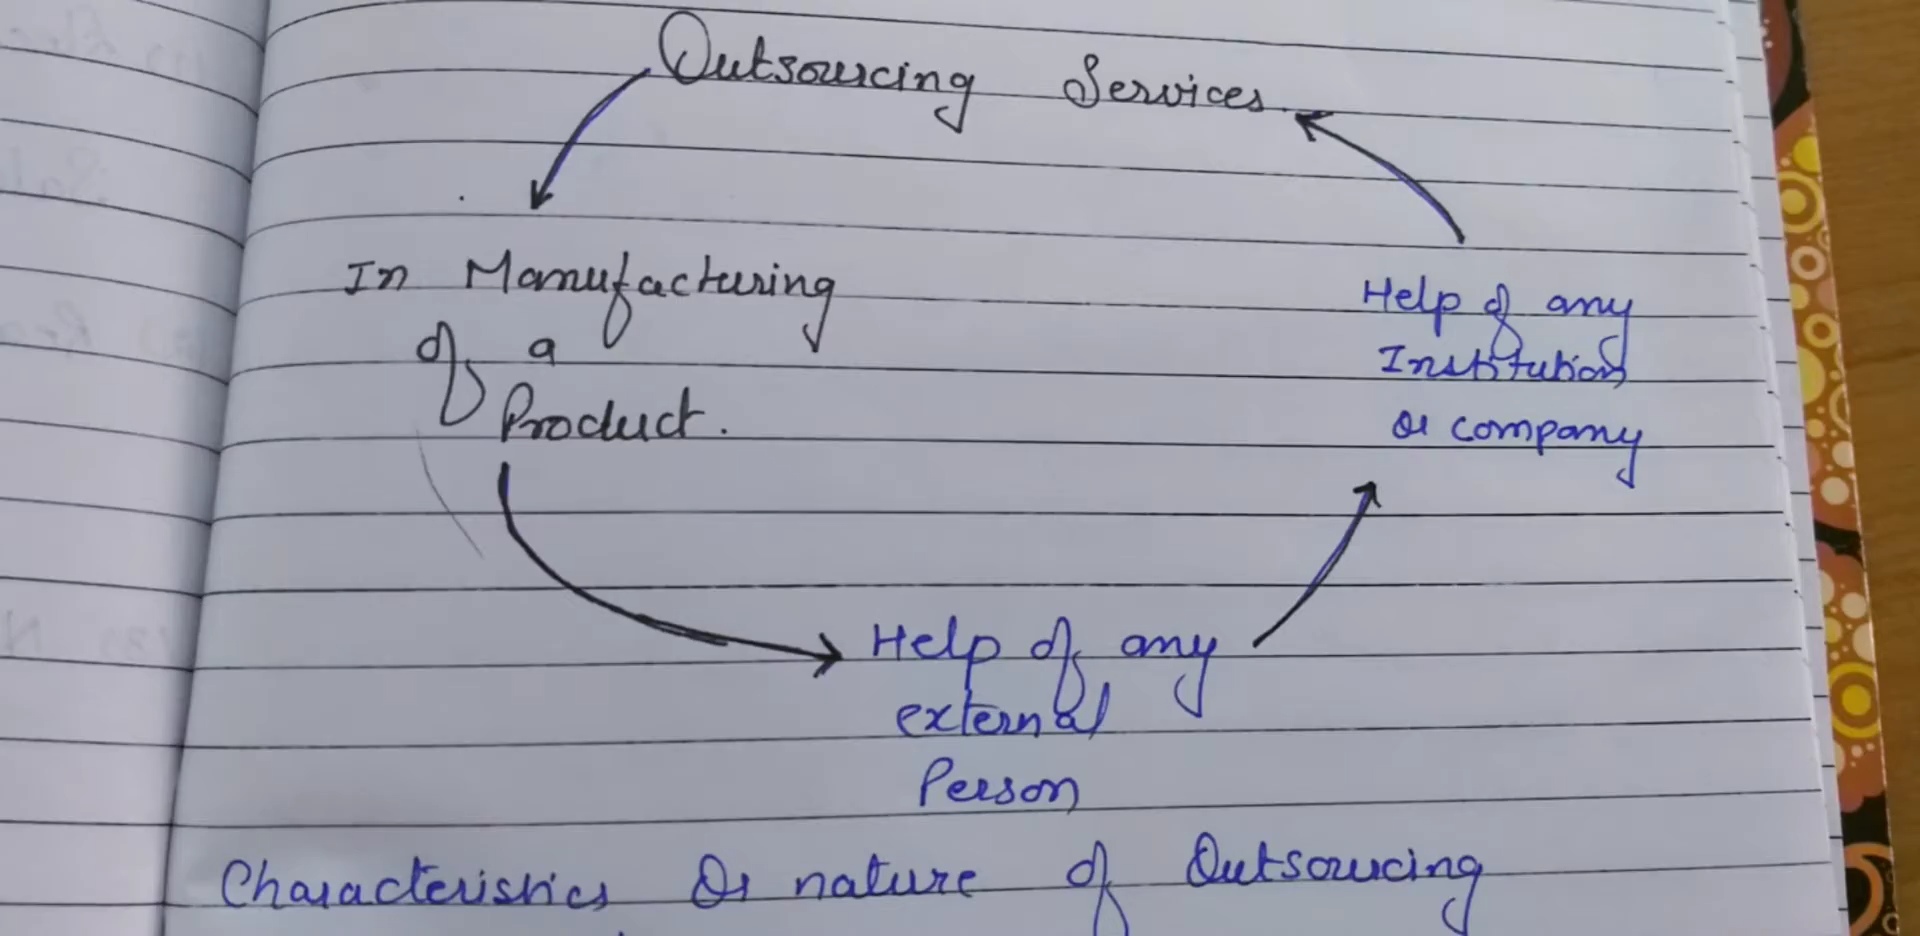 Outsourcing Services
In Manufacturing
of a
Product.
Help of any
Institution
or company
Help of any
external
Person
Characteristics Or nature of Outsourcing